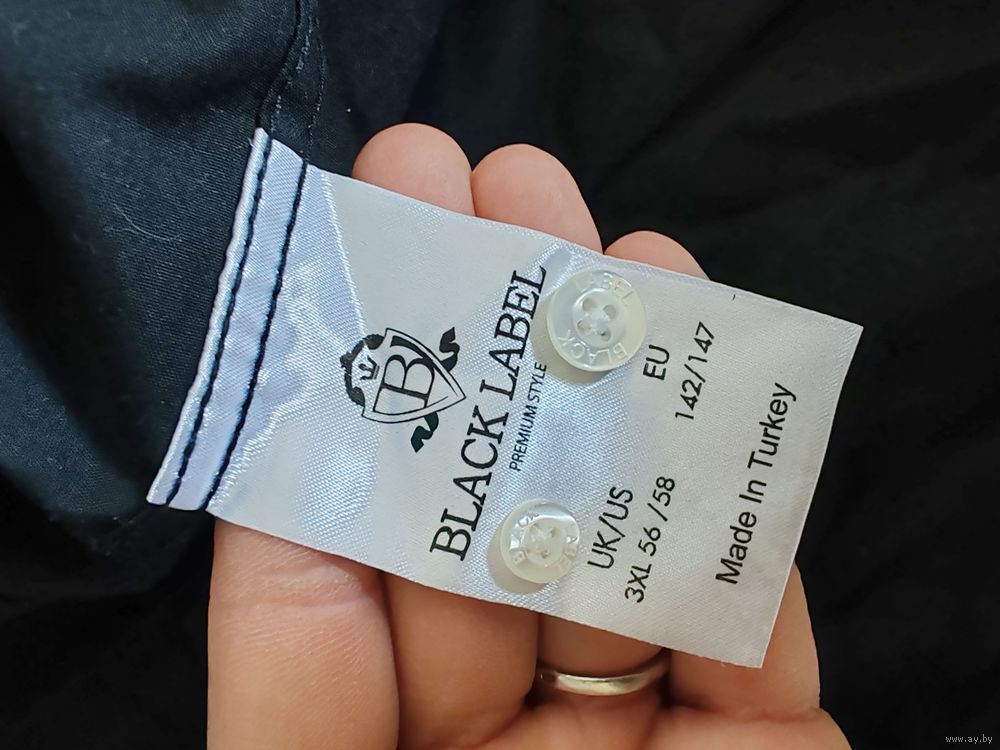 BL
BLACK LABEL
PREMIUM STYLE
LABEL
BLACK
UK/US
EU
3XL 56 /58
142/147
Made In Turkey
www.ay.by